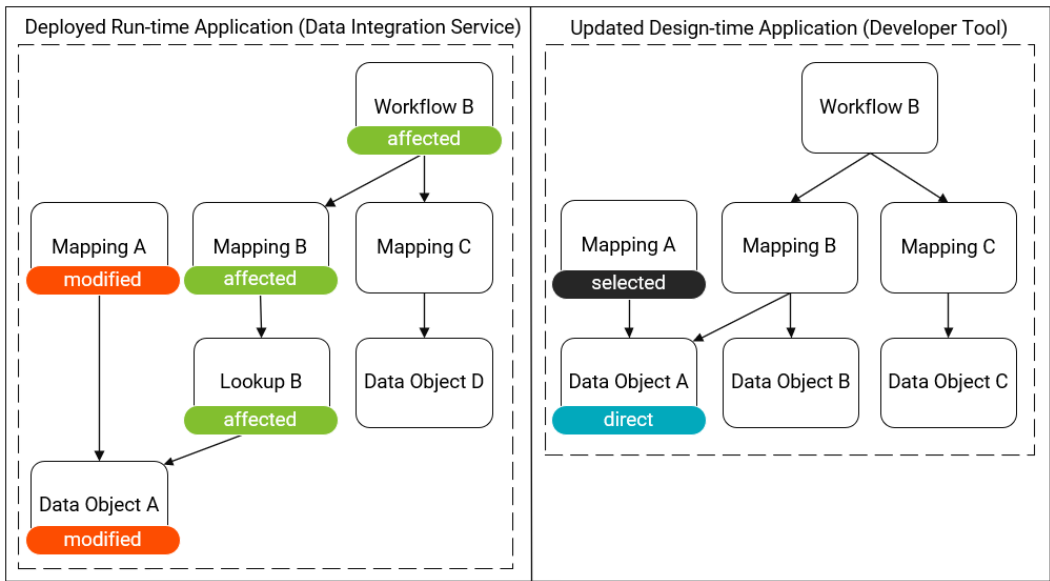 Deployed Run-time Application (Data Integration Service)
Workflow B
affected
Mapping A
modified
Mapping B
affected
Mapping C
Lookup B
affected
Data Object D
Data Object A
modified
Updated Design-time Application (Developer Tool)
Workflow B
Mapping A
selected
Mapping B
Mapping C
Data Object A
direct
Data Object B
Data Object C